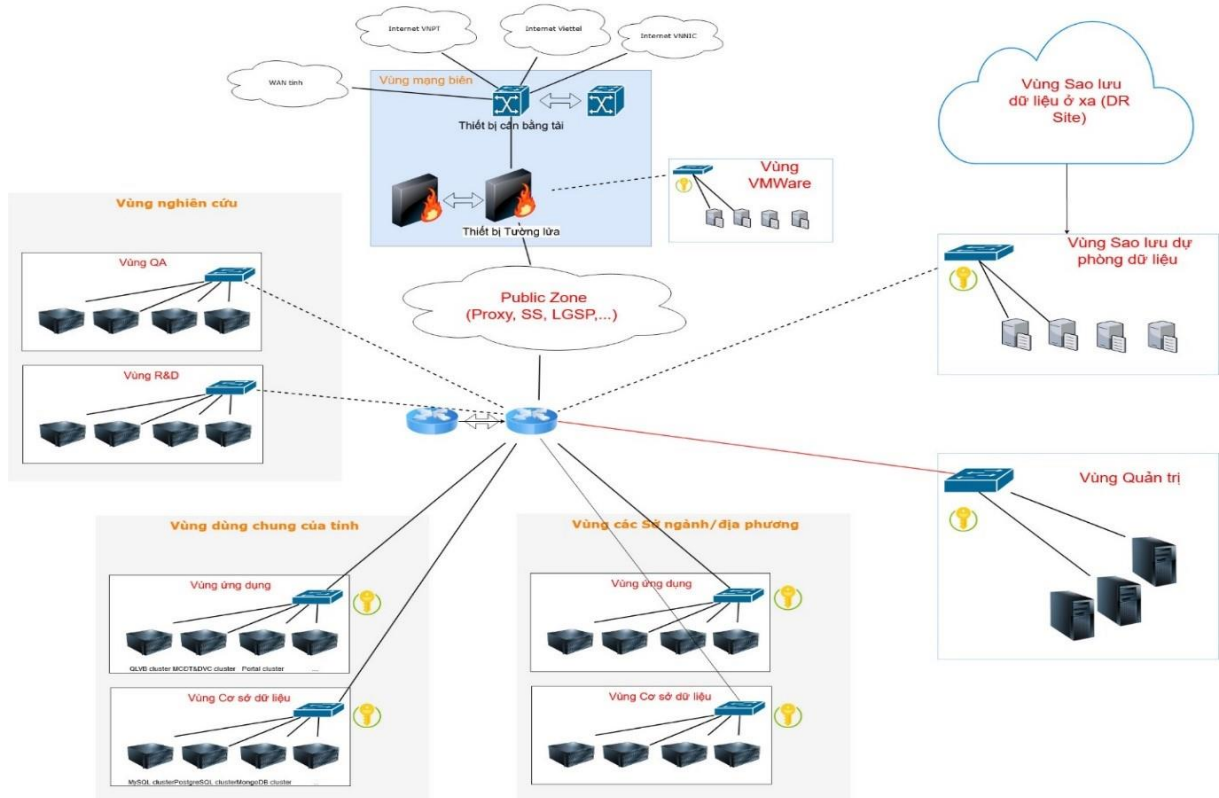 Internet VNPT
Internet Viettel
Internet VNNIC
WAN tỉnh
Vùng mạng biên
Thiết bị cân bằng tải
Thiết bị Tường lửa
Vùng
VMWare
Vùng Sao lưu
dữ liệu ở xa (DR
Site)
Vùng nghiên cứu
Vùng QA
Vùng R&D
Public Zone
(Proxy, SS, LGSP,...)
Vùng Sao lưu dự
phòng dữ liệu
Vùng Quản trị
Vùng dùng chung của tỉnh
Vùng ứng dụng
QLVB cluster
MCDT&DVC cluster
Portal cluster
...
Vùng Cơ sở dữ liệu
MySQL cluster
PostgreSQL cluster
MongoDB cluster
...
Vùng các Sở ngành/địa phương
Vùng ứng dụng
Vùng Cơ sở dữ liệu